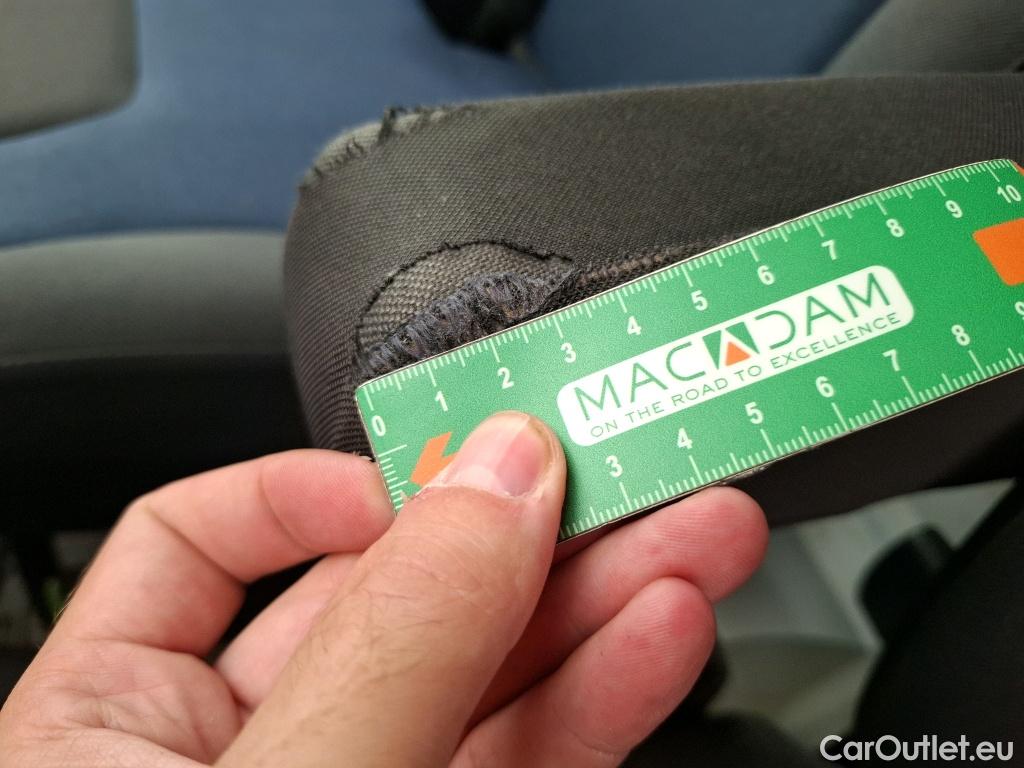 0 1 2 3 4 5 6 7 8 9 10
MACADAM
ON THE ROAD TO EXCELLENCE
3 4 5 6 7 8 9
CarOutlet.eu